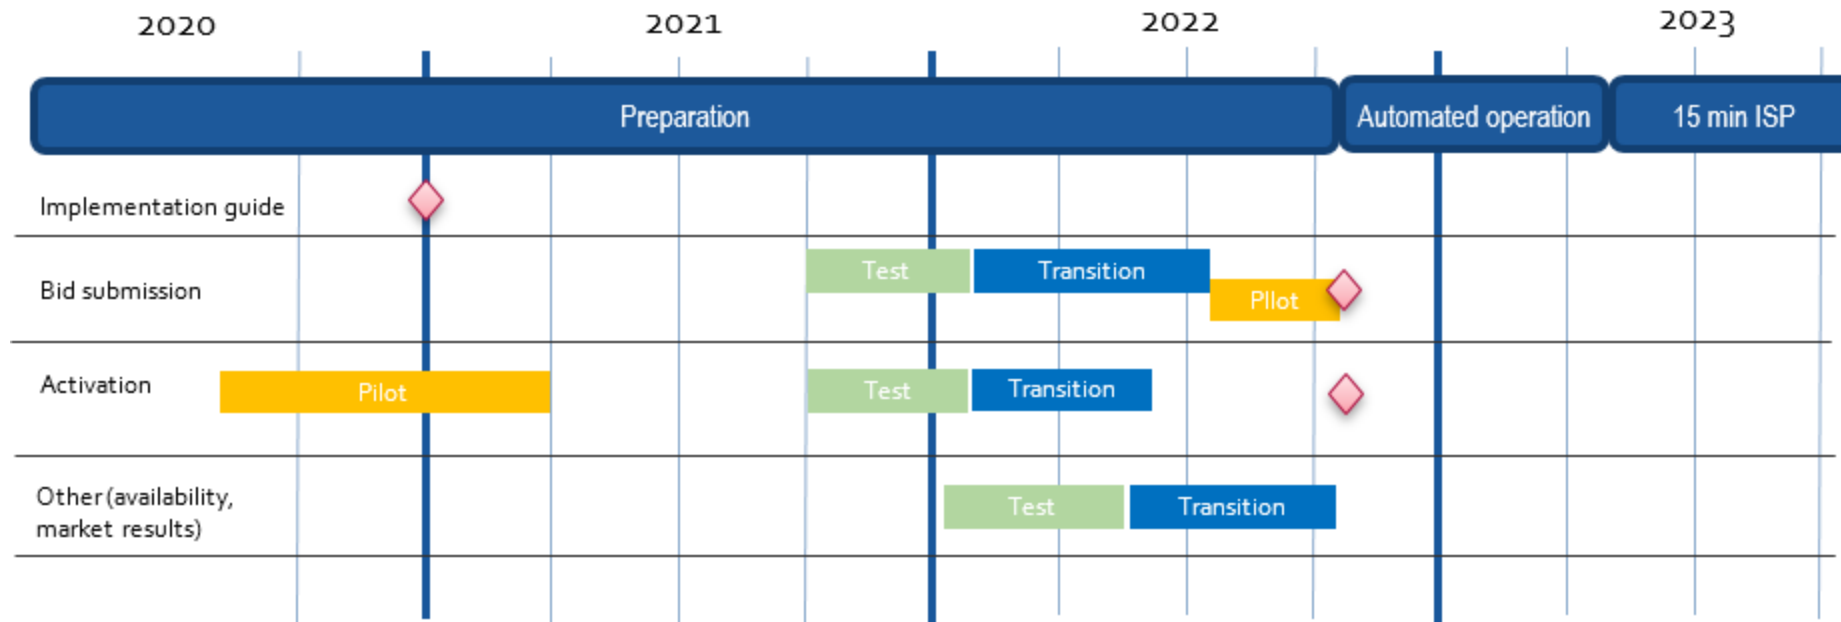 2020 2021 2022 2023
Preparation Automated operation 15 min ISP
Implementation guide
Bid submission Test Transition PIlot
Activation Pilot Test Transition
Other (availability,
market results) Test Transition